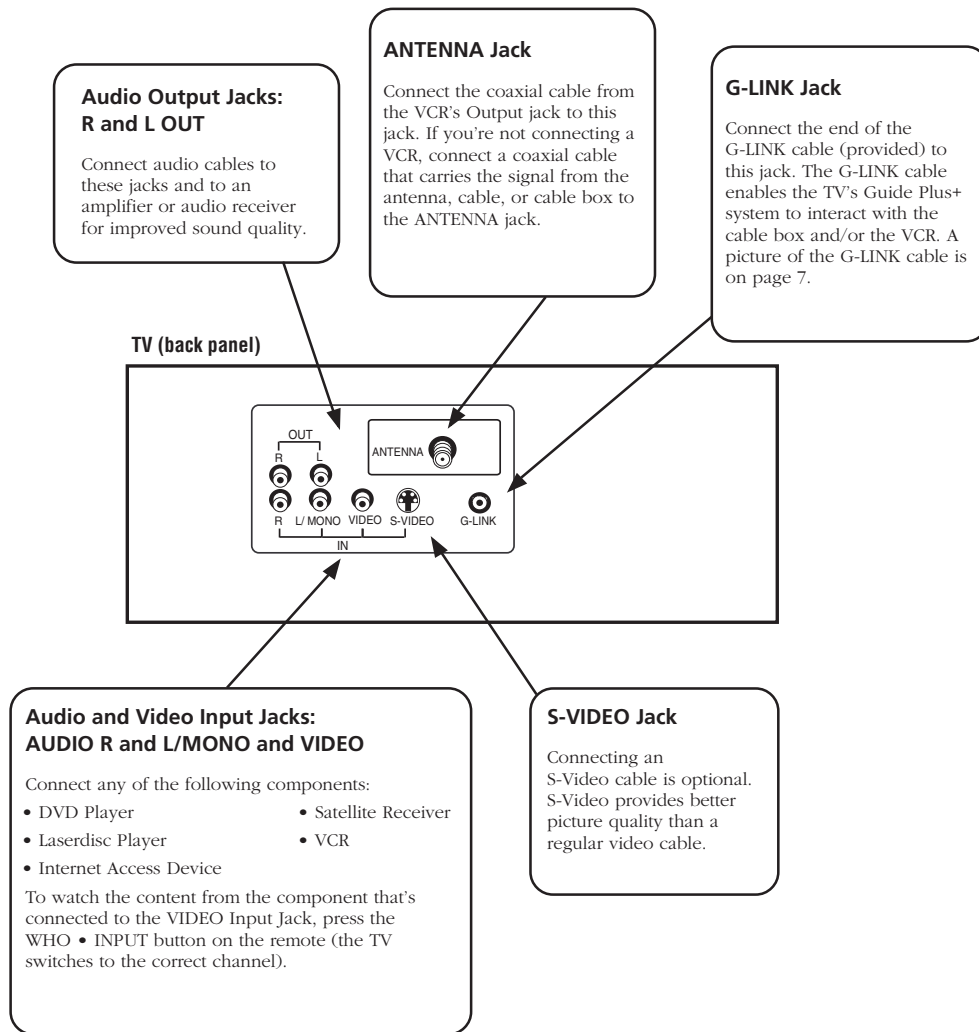 Audio Output Jacks:
R and L OUT
Connect audio cables to
these jacks and to an
amplifier or audio receiver
for improved sound quality.
ANTENNA Jack
Connect the coaxial cable from
the VCR's Output jack to this
jack. If you're not connecting a
VCR, connect a coaxial cable
that carries the signal from the
antenna, cable, or cable box to
the ANTENNA jack.
G-LINK Jack
Connect the end of the
G-LINK cable (provided) to
this jack. The G-LINK cable
enables the TV's Guide Plus+
system to interact with the
cable box and/or the VCR. A
picture of the G-LINK cable is
on page 7.
TV (back panel)
OUT
R L
ANTENNA
R L/ MONO VIDEO S-VIDEO G-LINK
IN
Audio and Video Input Jacks:
AUDIO R and L/MONO and VIDEO
Connect any of the following components:
• DVD Player
• Laserdisc Player
• Internet Access Device
• Satellite Receiver
• VCR
To watch the content from the component that's
connected to the VIDEO Input Jack, press the
WHO • INPUT button on the remote (the TV
switches to the correct channel).
S-VIDEO Jack
Connecting an
S-Video cable is optional.
S-Video provides better
picture quality than a
regular video cable.